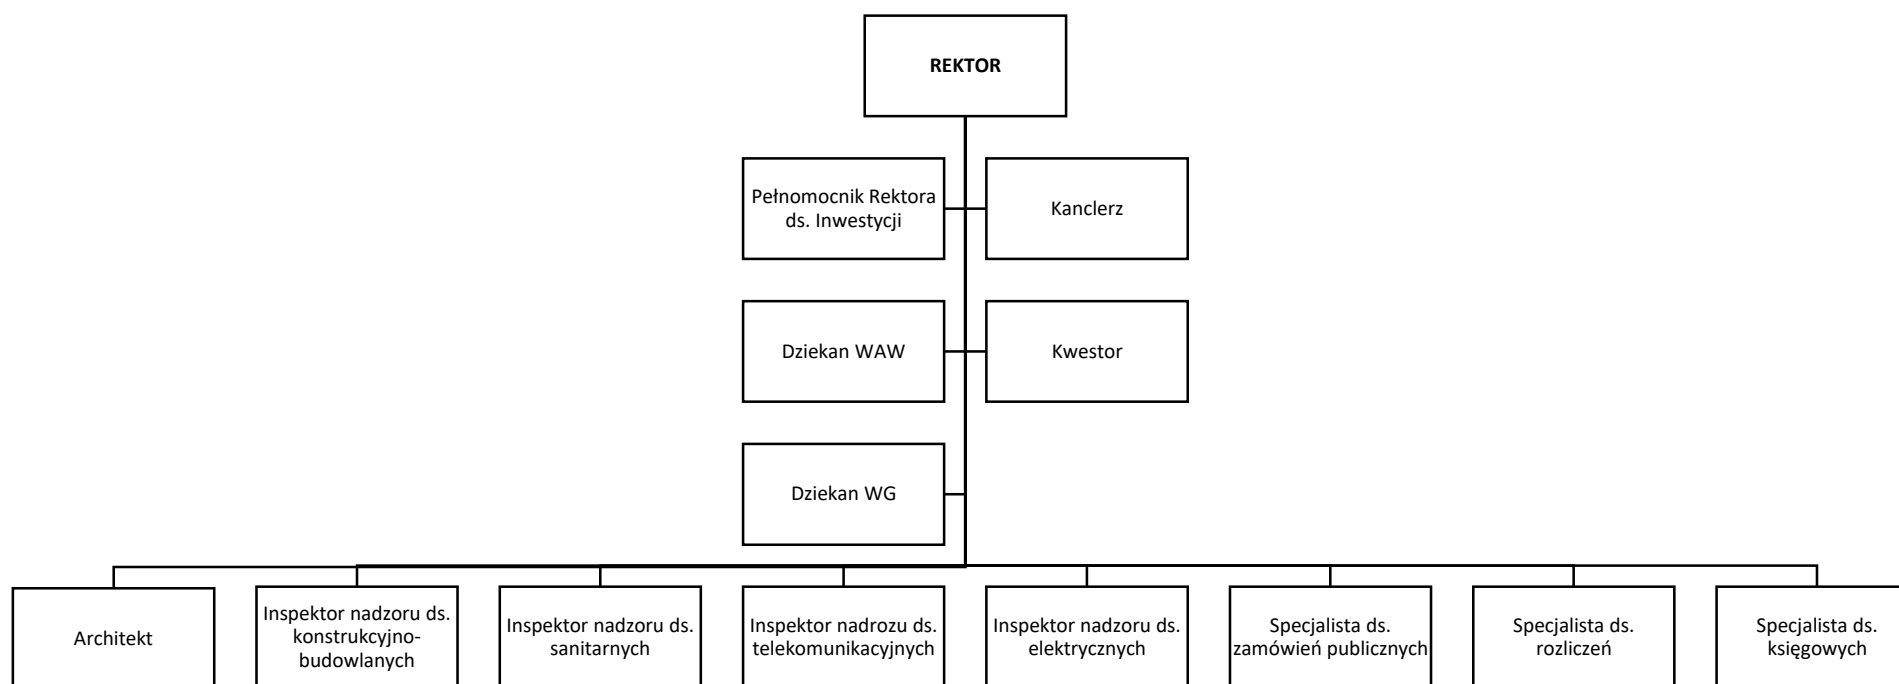 REKTOR
Pełnomocnik Rektora
ds. Inwestycji
Kanclerz
Dziekan WAW
Kwestor
Dziekan WG
Architekt
Inspektor nadzoru ds.
konstrukcyjno-
budowlanych
Inspektor nadzoru ds.
sanitarnych
Inspektor nadrozu ds.
telekomunikacyjnych
Inspektor nadzoru ds.
elektrycznych
Specjalista ds.
zamówień publicznych
Specjalista ds.
rozliczeń
Specjalista ds.
księgowych